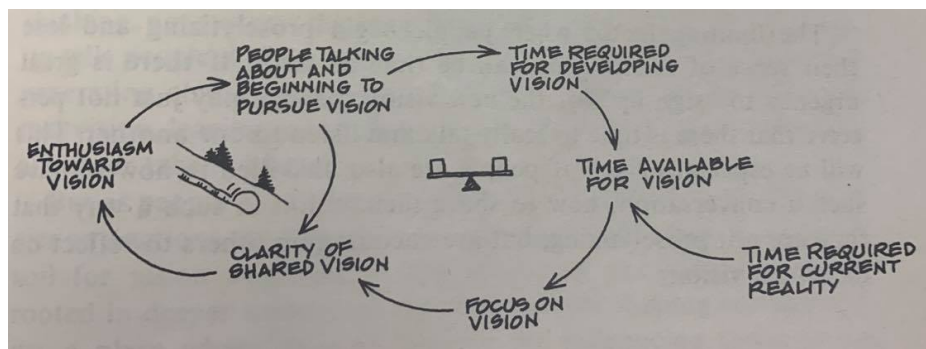 PEOPLE TALKING
ABOUT AND
BEGINNING TO
PURSUE VISION
TIME REQUIRED
FOR DEVELOPING
VISION
ENTHUSIASM
TOWARD
VISION
TIME AVAILABLE
FOR VISION
CLARITY OF
SHARED VISION
TIME REQUIRED
FOR CURRENT
REALITY
FOCUS ON
VISION